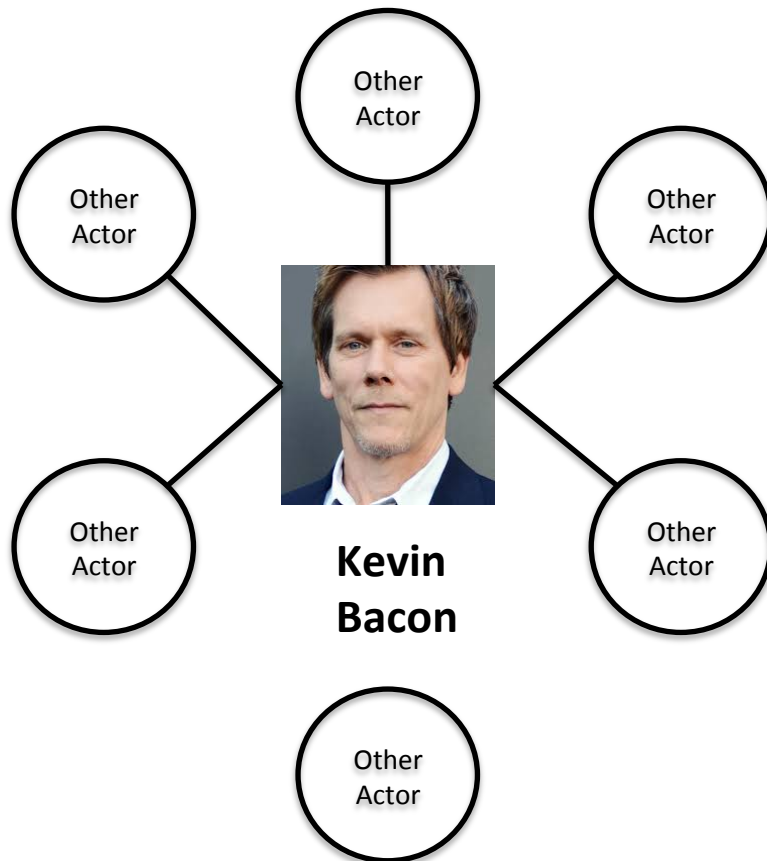 Other
Actor
Other
Actor
Other
Actor
Other
Actor
Kevin
Bacon
Other
Actor
Other
Actor